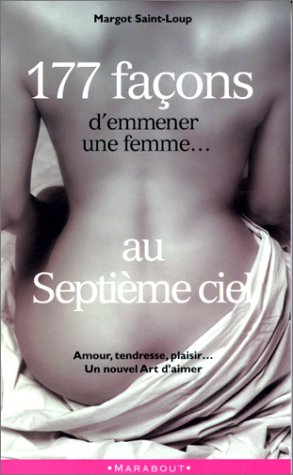 Margot Saint-Loup
177 façons
d'emmener
une femme...
au
Septième ciel
Amour, tendresse, plaisir...
Un nouvel Art d'aimer
MARABOUT